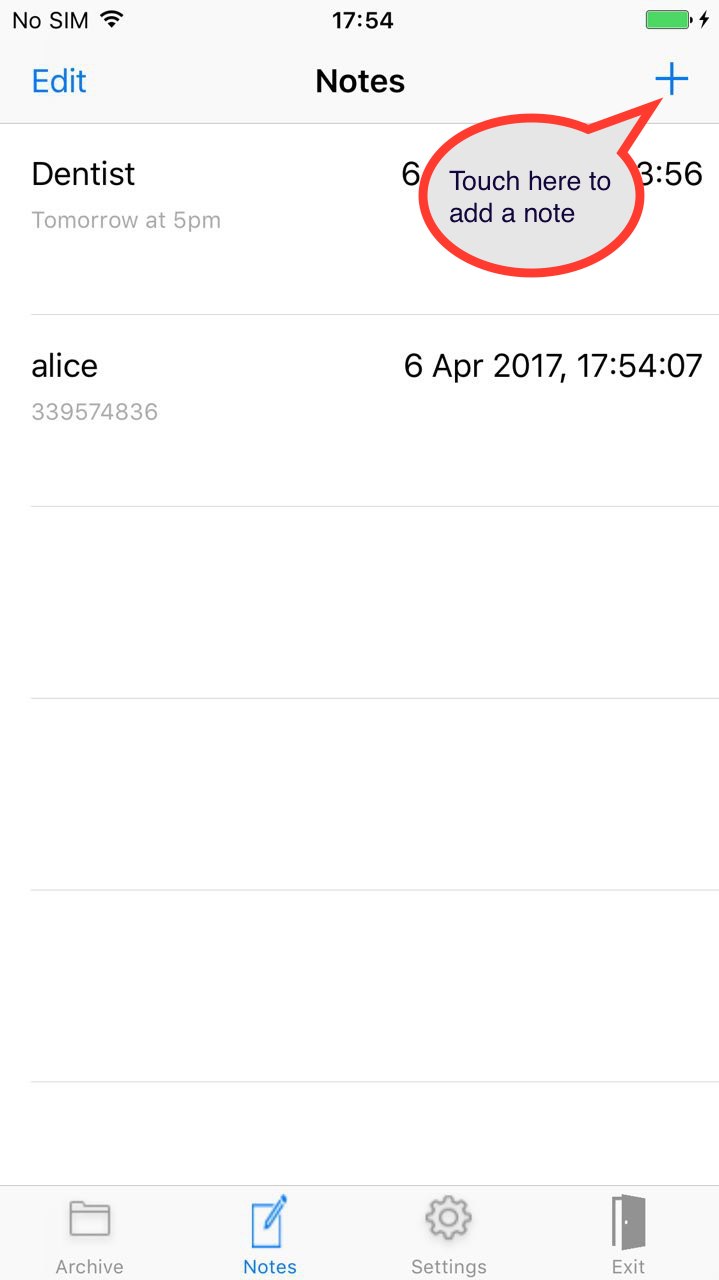 No SIM 17:54
Edit Notes
Dentist 6 3:56
Touch here to
add a note
Tomorrow at 5pm
alice 6 Apr 2017, 17:54:07
339574836
Archive Notes Settings Exit